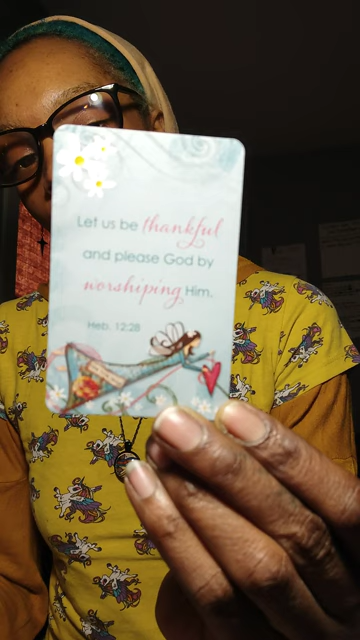 Let us be thankful
and please God by
worshiping Him.
Heb. 12:28